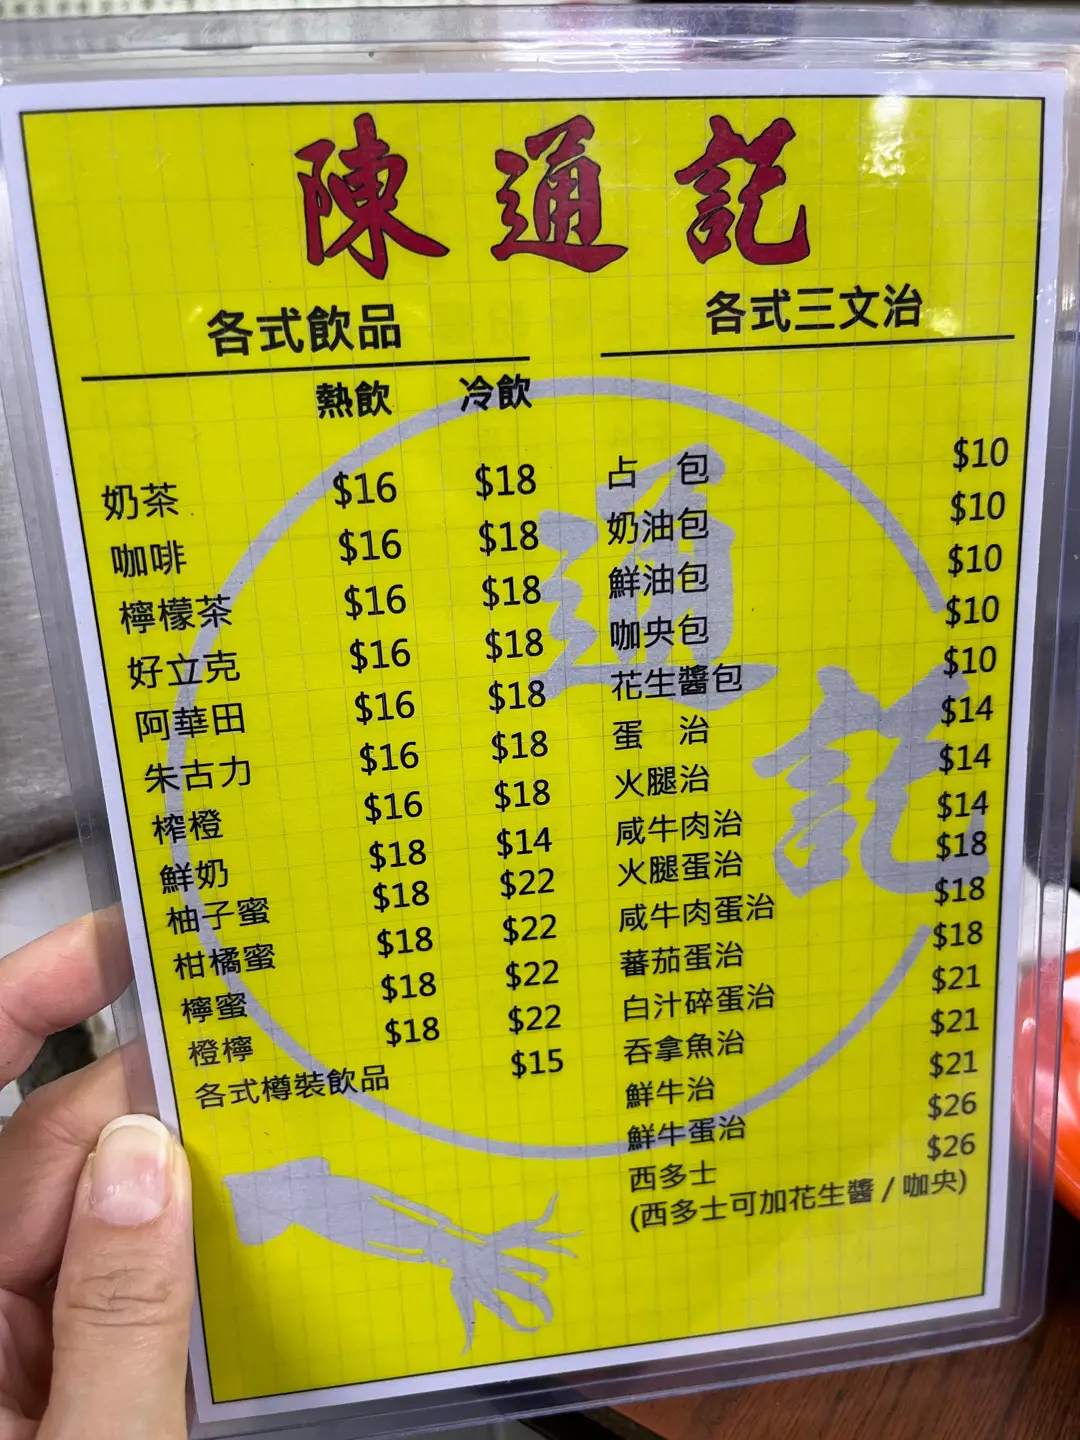 陳通記
各式飲品
熱飲 冷飲
奶茶 $16 $18
咖啡 $16 $18
檸檬茶 $16 $18
好立克 $16 $18
阿華田 $16 $18
朱古力 $16 $18
榨橙 $16 $18
鮮奶 $18 $14
柚子蜜 $18 $22
柑橘蜜 $18 $22
檸蜜 $18 $22
橙檸 $18 $22
各式樽裝飲品 $15
各式三文治
占 包 $10
奶油包 $10
鮮油包 $10
咖央包 $10
花生醬包 $10
蛋 治 $14
火腿治 $14
咸牛肉治 $14
火腿蛋治 $18
咸牛肉蛋治 $18
蕃茄蛋治 $18
白汁碎蛋治 $21
吞拿魚治 $21
鮮牛治 $21
鮮牛蛋治 $26
西多士 $26
(西多士可加花生醬 / 咖央)
通記